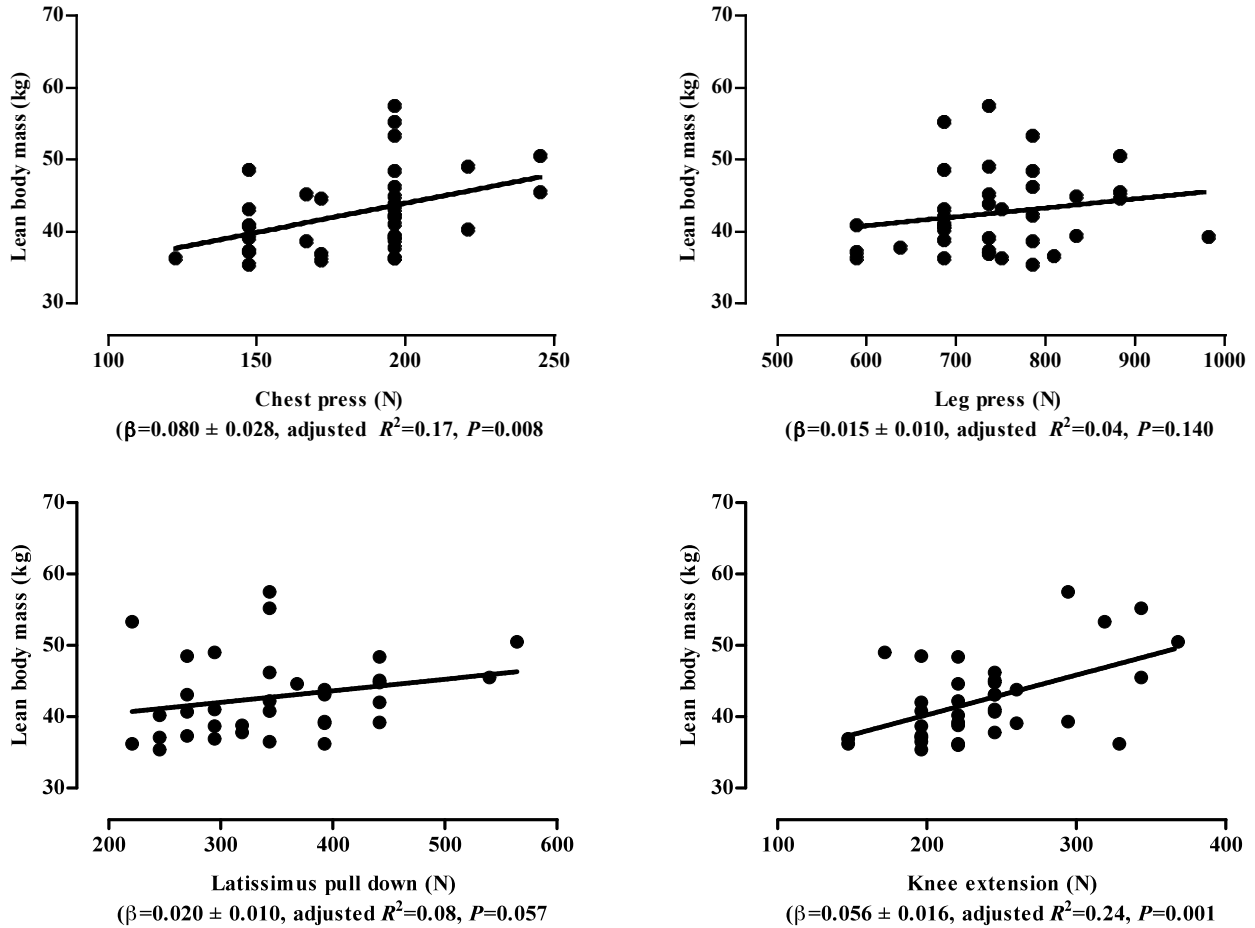 70
60
50
40
30
Lean body mass (kg)
100 150 200 250
Chest press (N)
(β=0.080 ± 0.028, adjusted R²=0.17, P=0.008
70
60
50
40
30
Lean body mass (kg)
500 600 700 800 900 1000
Leg press (N)
(β=0.015 ± 0.010, adjusted R²=0.04, P=0.140
70
60
50
40
30
Lean body mass (kg)
200 300 400 500 600
Latissimus pull down (N)
(β=0.020 ± 0.010, adjusted R²=0.08, P=0.057
70
60
50
40
30
Lean body mass (kg)
100 200 300 400
Knee extension (N)
(β=0.056 ± 0.016, adjusted R²=0.24, P=0.001